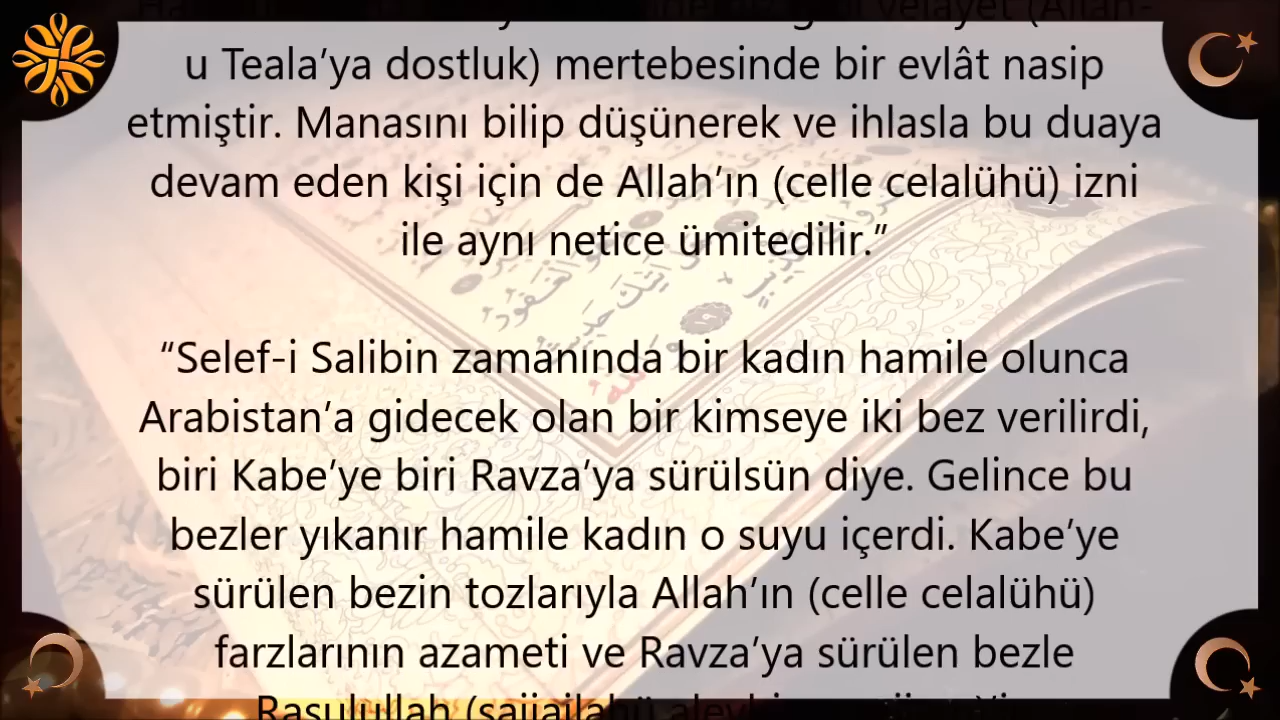 velayet (Allah-
u Teala’ya dostluk) mertebesinde bir evlât nasip
etmiştir. Manasını bilip düşünerek ve ihlasla bu duaya
devam eden kişi için de Allah’ın (celle celalühü) izni
ile aynı netice ümitedilir.”
“Selef-i Salibin zamanında bir kadın hamile olunca
Arabistan’a gidecek olan bir kimseye iki bez verilirdi,
biri Kabe’ye biri Ravza’ya sürülsün diye. Gelince bu
bezler yıkanır hamile kadın o suyu içerdi. Kabe’ye
sürülen bezin tozlarıyla Allah’ın (celle celalühü)
farzlarının azameti ve Ravza’ya sürülen bezle
Rasulullah